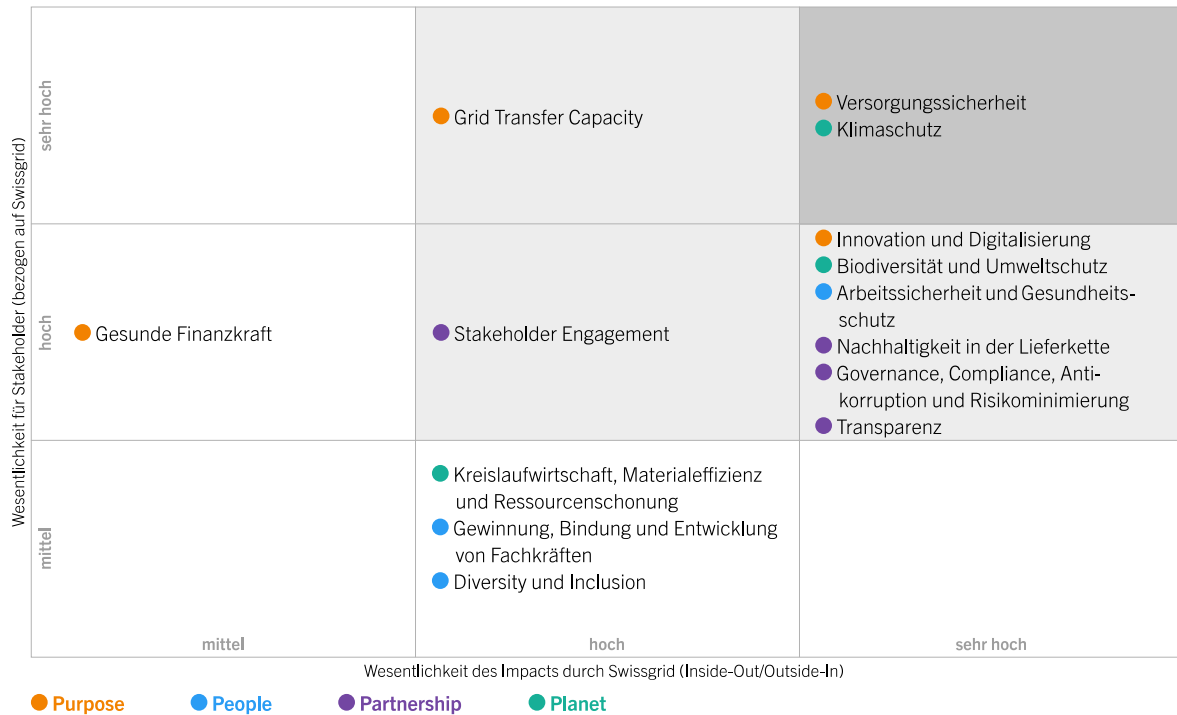 Wesentlichkeit für Stakeholder (bezogen auf Swissgrid)
sehr hoch
Grid Transfer Capacity
Versorgungssicherheit
Klimaschutz
hoch
Gesunde Finanzkraft
Stakeholder Engagement
Innovation und Digitalisierung
Biodiversität und Umweltschutz
Arbeitssicherheit und Gesundheits-
schutz
Nachhaltigkeit in der Lieferkette
Governance, Compliance, Anti-
korruption und Risikominimierung
Transparenz
mittel
Kreislaufwirtschaft, Materialeffizienz
und Ressourcenschonung
Gewinnung, Bindung und Entwicklung
von Fachkräften
Diversity und Inclusion
mittel
hoch
sehr hoch
Wesentlichkeit des Impacts durch Swissgrid (Inside-Out/Outside-In)
Purpose
People
Partnership
Planet